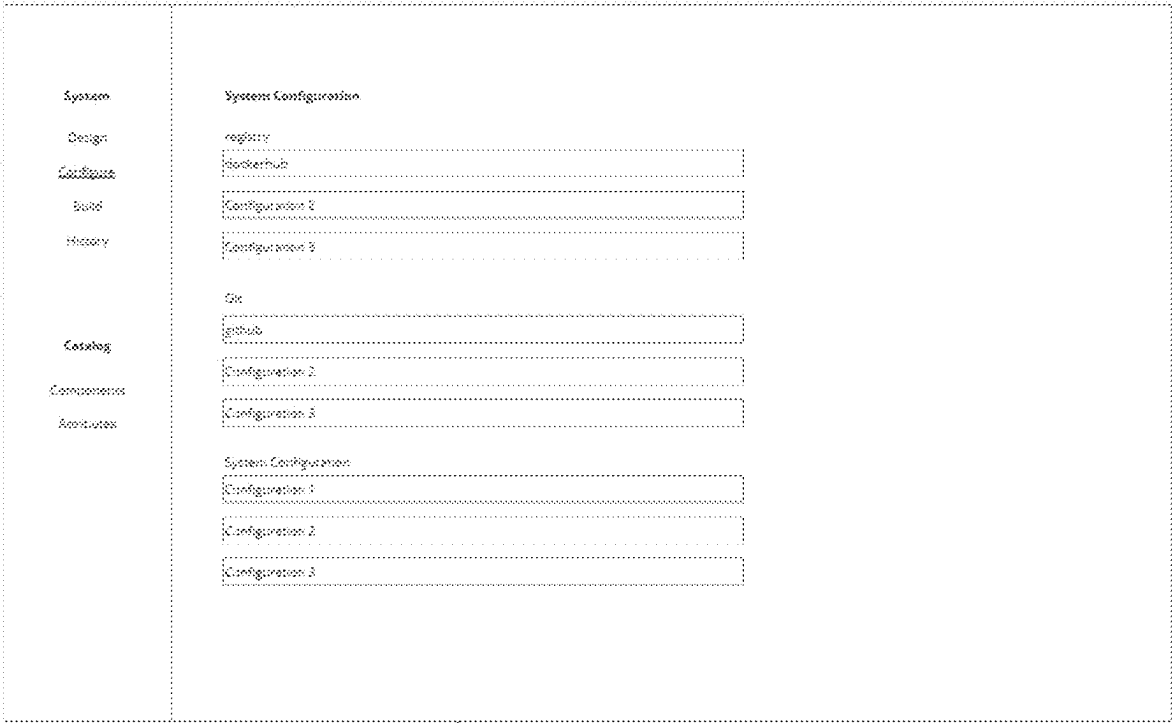 System
Design
Configure
Build
History
Catalog
Components
Attributes
System Configuration
registry
dockerhub
Configuration 2
Configuration 3
Git
github
Configuration 2
Configuration 3
System Configuration
Configuration 1
Configuration 2
Configuration 3